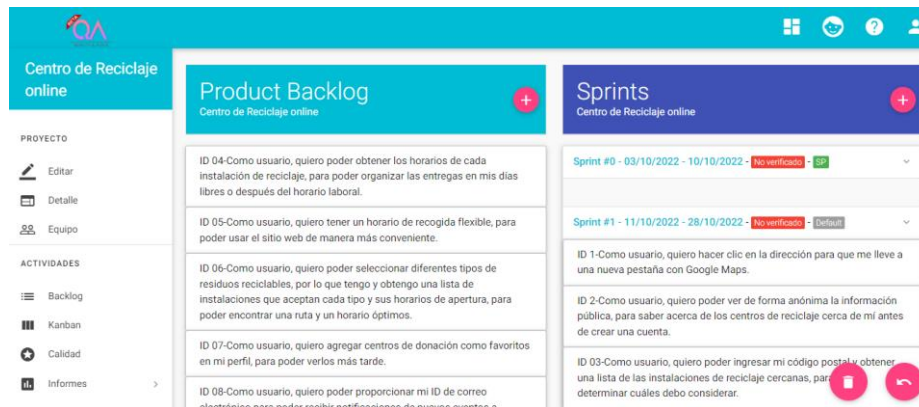 QA
Centro de Reciclaje
online
PROYECTO
Editar
Detalle
Equipo
ACTIVIDADES
Backlog
Kanban
Calidad
Informes
Product Backlog
Centro de Reciclaje online
ID 04-Como usuario, quiero poder obtener los horarios de cada
instalación de reciclaje, para poder organizar las entregas en mis días
libres o después del horario laboral.
ID 05-Como usuario, quiero tener un horario de recogida flexible, para
poder usar el sitio web de manera más conveniente.
ID 06-Como usuario, quiero poder seleccionar diferentes tipos de
residuos reciclables, por lo que tengo y obtengo una lista de
instalaciones que aceptan cada tipo y sus horarios de apertura, para
poder encontrar una ruta y un horario óptimos.
ID 07-Como usuario, quiero agregar centros de donación como favoritos
en mi perfil, para poder verlos más tarde.
ID 08-Como usuario, quiero poder proporcionar mi ID de correo
electrónico para poder recibir notificaciones de nuevos eventos o
Sprints
Centro de Reciclaje online
Sprint #0 - 03/10/2022 - 10/10/2022 - No verificado - SP
Sprint #1 - 11/10/2022 - 28/10/2022 - No verificado - Default
ID 1-Como usuario, quiero hacer clic en la dirección para que me lleve a
una nueva pestaña con Google Maps.
ID 2-Como usuario, quiero poder ver de forma anónima la información
pública, para saber acerca de los centros de reciclaje cerca de mí antes
de crear una cuenta.
ID 03-Como usuario, quiero poder ingresar mi código postal y obtener
una lista de las instalaciones de reciclaje cercanas, para
determinar cuáles debo considerar.